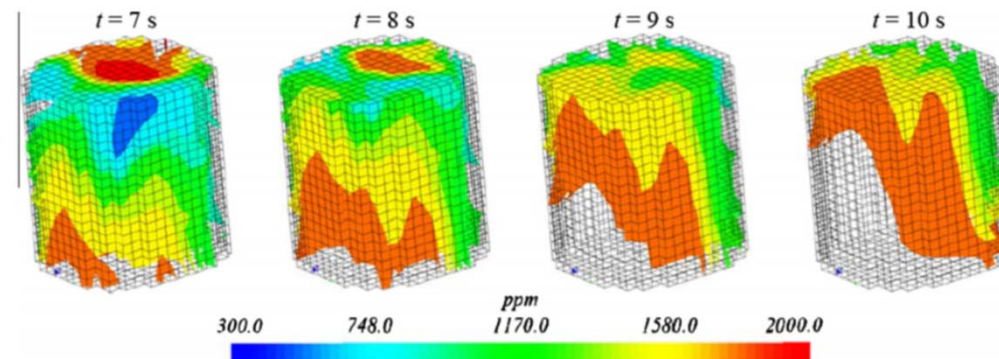 t = 7 s
t = 8 s
t = 9 s
t = 10 s
ppm
300.0
748.0
1170.0
1580.0
2000.0